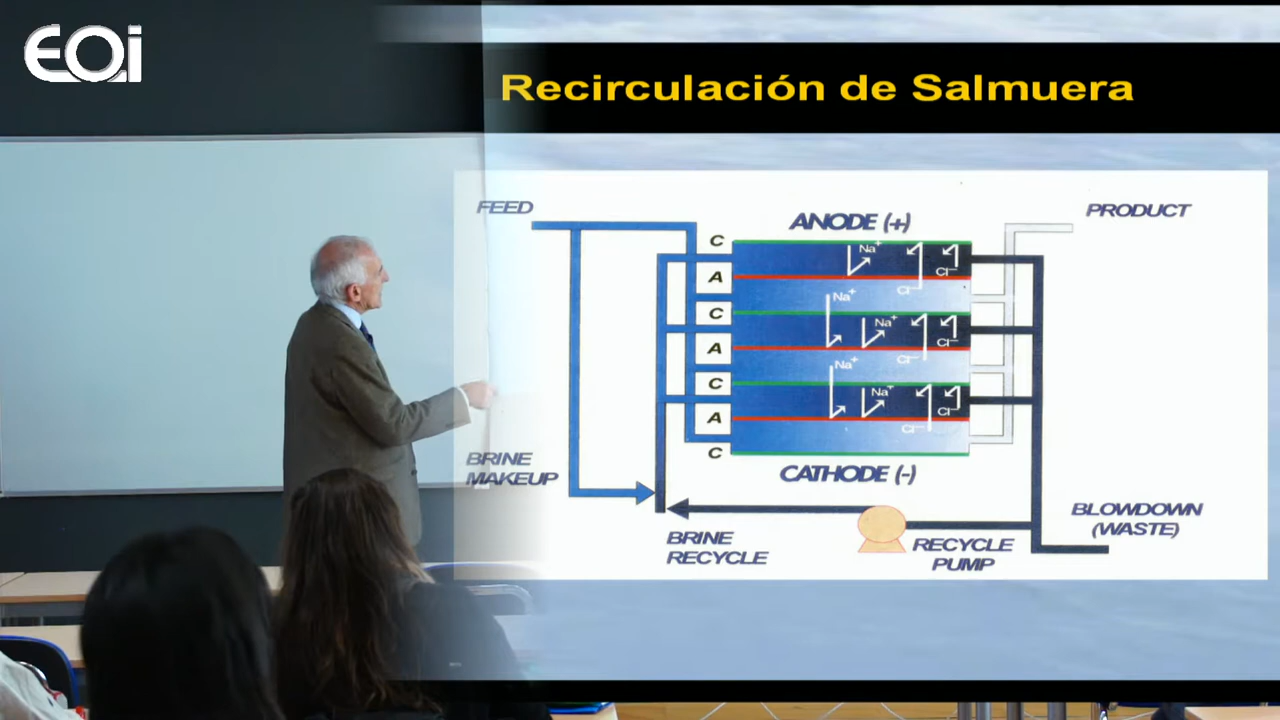 EOi
Recirculación de Salmuera
FEED
ANODE (+)
PRODUCT
C
Na+
Cl−
A
Cl−
Na+
C
Na+
Cl−
A
Cl−
Na+
C
Na+
Cl−
A
Cl−
C
CATHODE (-)
BRINE
MAKEUP
BRINE
RECYCLE
RECYCLE
PUMP
BLOWDOWN
(WASTE)